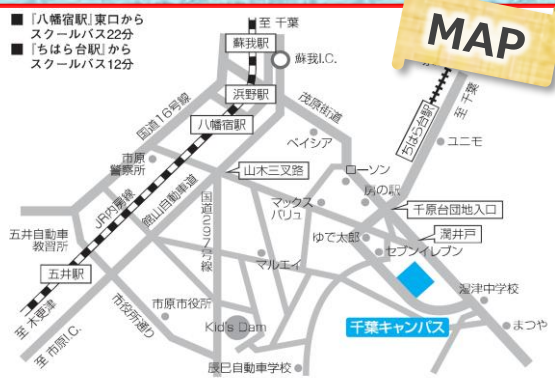 ■ 『八幡宿駅』東口から
スクールバス22分
■ 『ちはら台駅』から
スクールバス12分
MAP
至 千葉
蘇我駅
蘇我I.C.
浜野駅
八幡宿駅
国道16号線
茂原街道
至 千葉
ちはら台駅
ベイシア
ユニモ
市原
警察所
山木三叉路
ローソン
房の駅
JR内房線
館山自動車道
国道297号線
マックス
バリュ
千原台団地入口
潤井戸
五井自動車
教習所
ゆで太郎
セブンイレブン
五井駅
マルエイ
市役所通り
市原市役所
湿津中学校
Kid's Dam
千葉キャンパス
まつや
至 木更津
至 市原I.C.
辰巳自動車学校